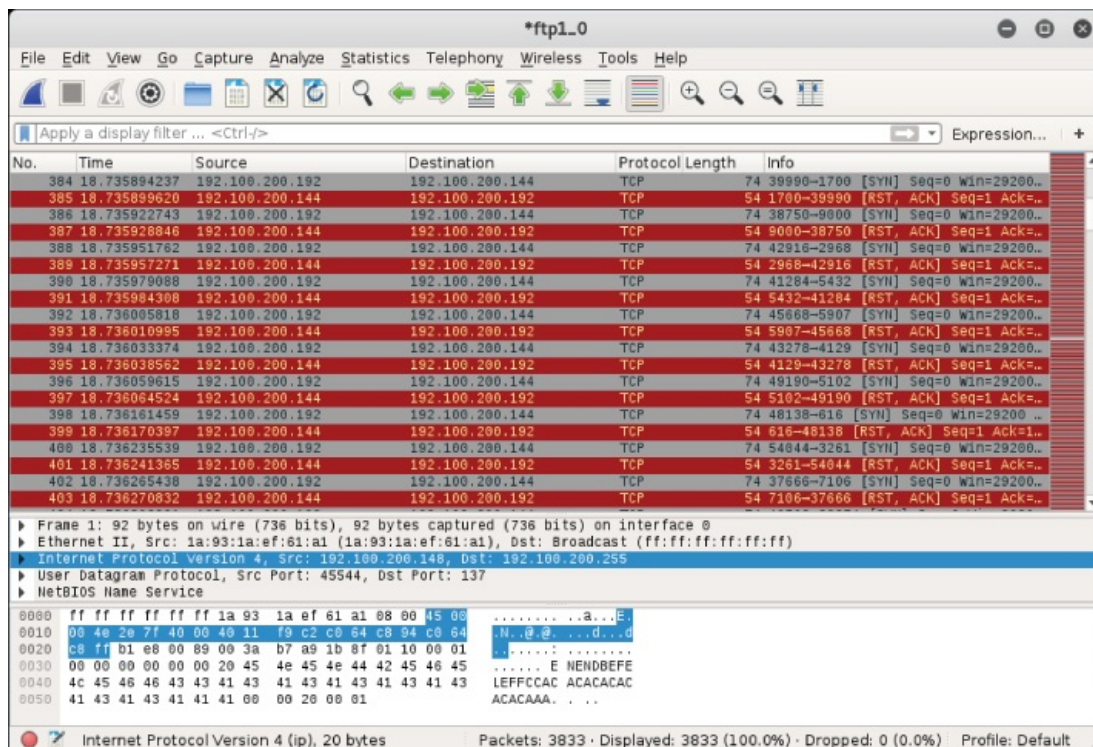 *ftp1_0
File Edit View Go Capture Analyze Statistics Telephony Wireless Tools Help
Apply a display filter ... <Ctrl-/> Expression... +
No. Time Source Destination Protocol Length Info
384 18.735894237 192.100.200.192 192.100.200.144 TCP 74 39990→1700 [SYN] Seq=0 Win=29200…
385 18.735899620 192.100.200.144 192.100.200.192 TCP 54 1700→39990 [RST, ACK] Seq=1 Ack=…
386 18.735922743 192.100.200.192 192.100.200.144 TCP 74 38750→9000 [SYN] Seq=0 Win=29200…
387 18.735928846 192.100.200.144 192.100.200.192 TCP 54 9000→38750 [RST, ACK] Seq=1 Ack=…
388 18.735951762 192.100.200.192 192.100.200.144 TCP 74 42916→2968 [SYN] Seq=0 Win=29200…
389 18.735957271 192.100.200.144 192.100.200.192 TCP 54 2968→42916 [RST, ACK] Seq=1 Ack=…
390 18.735979088 192.100.200.192 192.100.200.144 TCP 74 41284→5432 [SYN] Seq=0 Win=29200…
391 18.735984308 192.100.200.144 192.100.200.192 TCP 54 5432→41284 [RST, ACK] Seq=1 Ack=…
392 18.736005818 192.100.200.192 192.100.200.144 TCP 74 45668→5907 [SYN] Seq=0 Win=29200…
393 18.736010995 192.100.200.144 192.100.200.192 TCP 54 5907→45668 [RST, ACK] Seq=1 Ack=…
394 18.736033374 192.100.200.192 192.100.200.144 TCP 74 43278→4129 [SYN] Seq=0 Win=29200…
395 18.736038562 192.100.200.144 192.100.200.192 TCP 54 4129→43278 [RST, ACK] Seq=1 Ack=…
396 18.736059615 192.100.200.192 192.100.200.144 TCP 74 49190→5102 [SYN] Seq=0 Win=29200…
397 18.736064524 192.100.200.144 192.100.200.192 TCP 54 5102→49190 [RST, ACK] Seq=1 Ack=…
398 18.736161459 192.100.200.192 192.100.200.144 TCP 74 48138→616 [SYN] Seq=0 Win=29200 …
399 18.736170397 192.100.200.144 192.100.200.192 TCP 54 616→48138 [RST, ACK] Seq=1 Ack=1…
400 18.736235539 192.100.200.192 192.100.200.144 TCP 74 54044→3261 [SYN] Seq=0 Win=29200…
401 18.736241365 192.100.200.144 192.100.200.192 TCP 54 3261→54044 [RST, ACK] Seq=1 Ack=…
402 18.736265438 192.100.200.192 192.100.200.144 TCP 74 37666→7106 [SYN] Seq=0 Win=29200…
403 18.736270832 192.100.200.144 192.100.200.192 TCP 54 7106→37666 [RST, ACK] Seq=1 Ack=…
Frame 1: 92 bytes on wire (736 bits), 92 bytes captured (736 bits) on interface 0
Ethernet II, Src: 1a:93:1a:ef:61:a1 (1a:93:1a:ef:61:a1), Dst: Broadcast (ff:ff:ff:ff:ff:ff)
Internet Protocol Version 4, Src: 192.100.200.148, Dst: 192.100.200.255
User Datagram Protocol, Src Port: 45544, Dst Port: 137
NetBIOS Name Service
0000 ff ff ff ff ff ff 1a 93 1a ef 61 a1 08 00 45 00 ........ ..a...E.
0010 00 4e 2e 7f 40 00 40 11 f9 c2 c0 64 c8 94 c0 64 .N..@.@. ...d...d
0020 c8 ff b1 e8 00 89 00 3a b7 a9 1b 8f 01 10 00 01 .......: ........
0030 00 00 00 00 00 00 20 45 4e 45 4e 44 42 45 46 45 ...... E NENDBEFE
0040 4c 45 46 46 43 43 41 43 41 43 41 43 41 43 41 43 LEFFCCAC ACACACAC
0050 41 43 41 43 41 41 41 00 00 20 00 01 ACACAAA. . ..
Internet Protocol Version 4 (ip), 20 bytes Packets: 3833 · Displayed: 3833 (100.0%) · Dropped: 0 (0.0%) Profile: Default